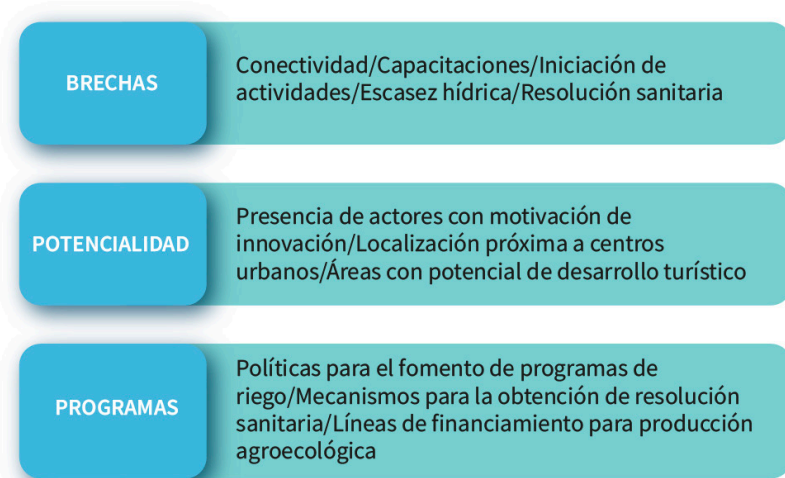 BRECHAS
Conectividad/Capacitaciones/Iniciación de
actividades/Escasez hídrica/Resolución sanitaria
POTENCIALIDAD
Presencia de actores con motivación de
innovación/Localización próxima a centros
urbanos/Áreas con potencial de desarrollo turístico
PROGRAMAS
Políticas para el fomento de programas de
riego/Mecanismos para la obtención de resolución
sanitaria/Líneas de financiamiento para producción
agroecológica